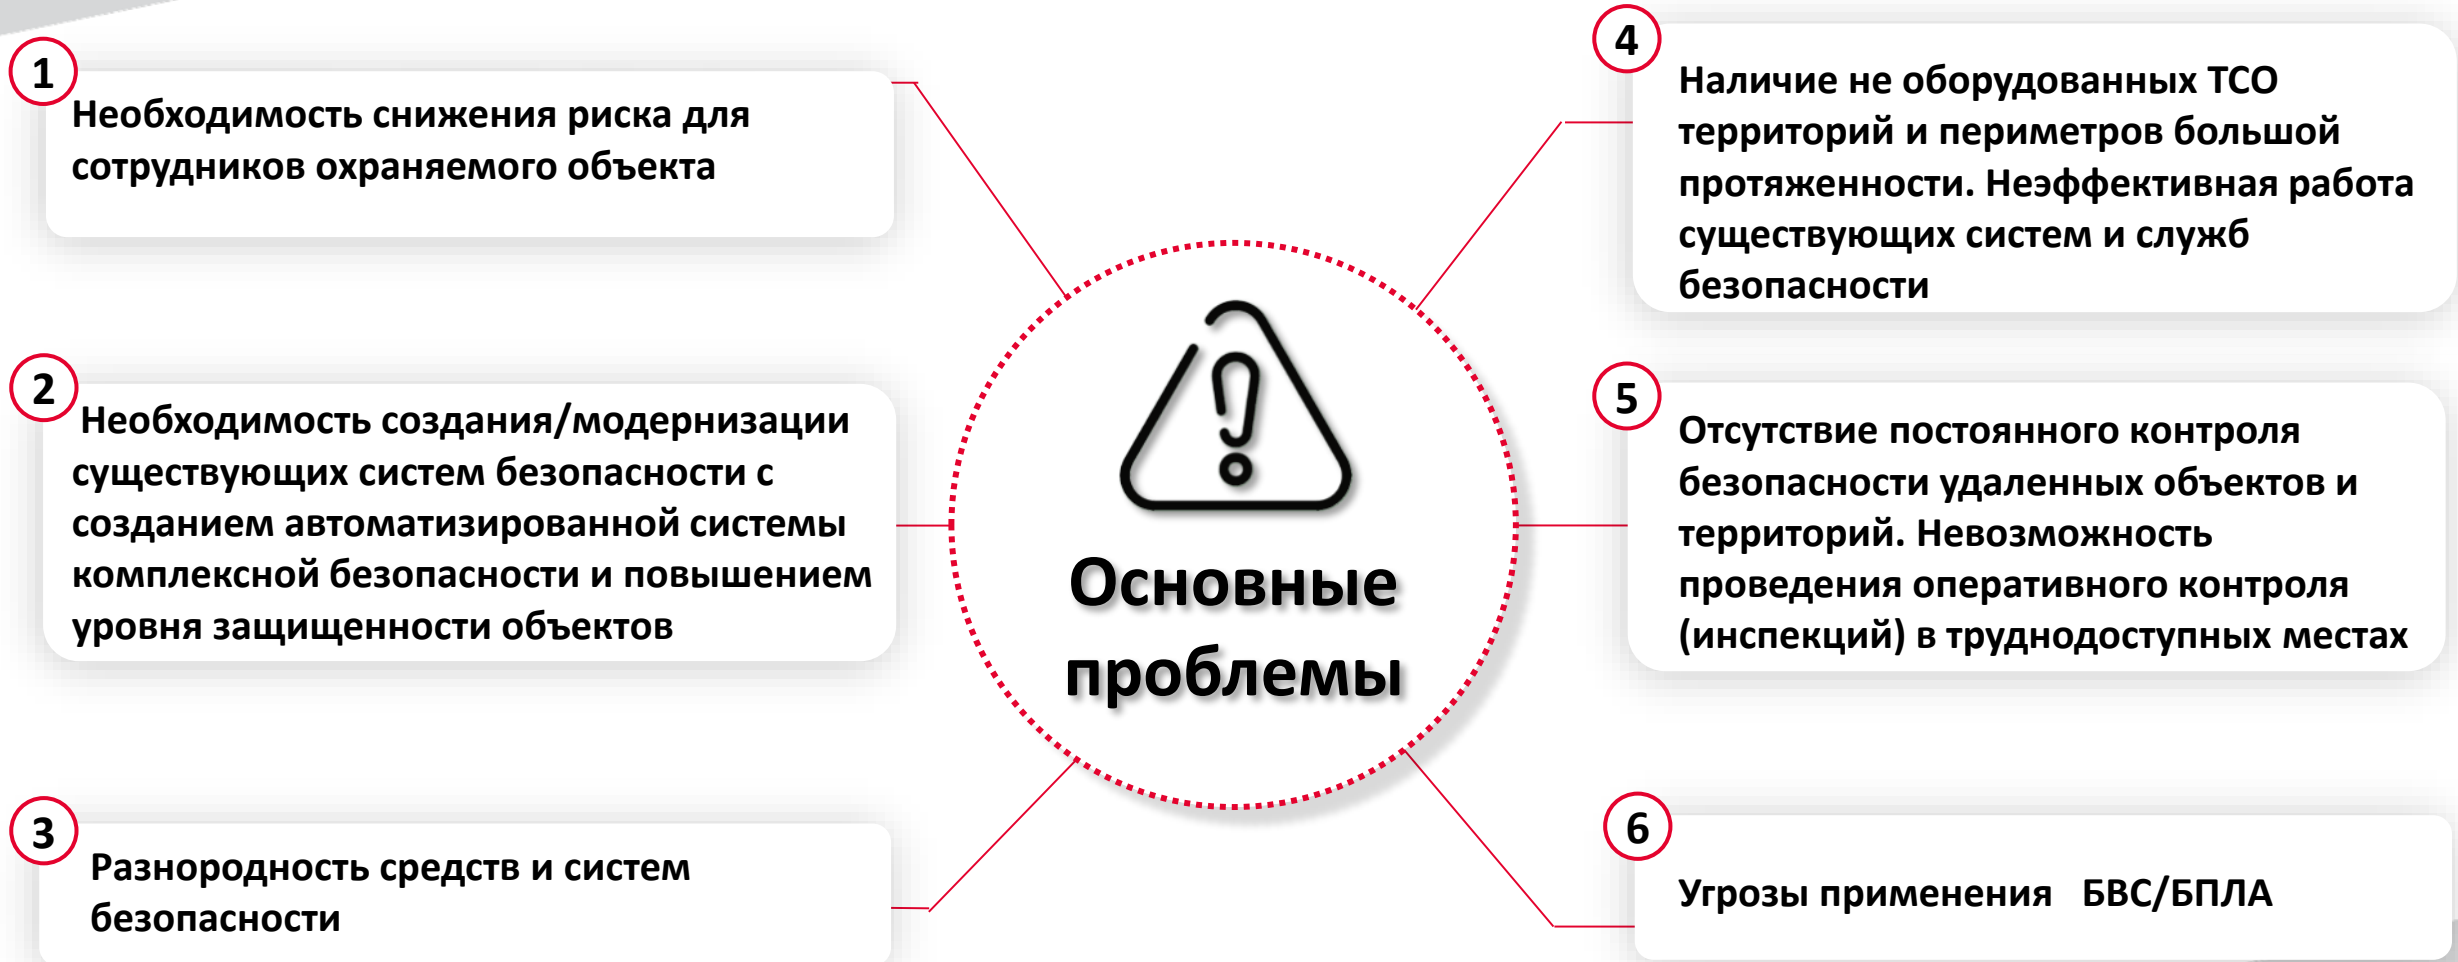 1
Необходимость снижения риска для
сотрудников охраняемого объекта
2
Необходимость создания/модернизации
существующих систем безопасности с
созданием автоматизированной системы
комплексной безопасности и повышением
уровня защищенности объектов
3
Разнородность средств и систем
безопасности
Основные
проблемы
4
Наличие не оборудованных ТСО
территорий и периметров большой
протяженности. Неэффективная работа
существующих систем и служб
безопасности
5
Отсутствие постоянного контроля
безопасности удаленных объектов и
территорий. Невозможность
проведения оперативного контроля
(инспекций) в труднодоступных местах
6
Угрозы применения БВС/БПЛА